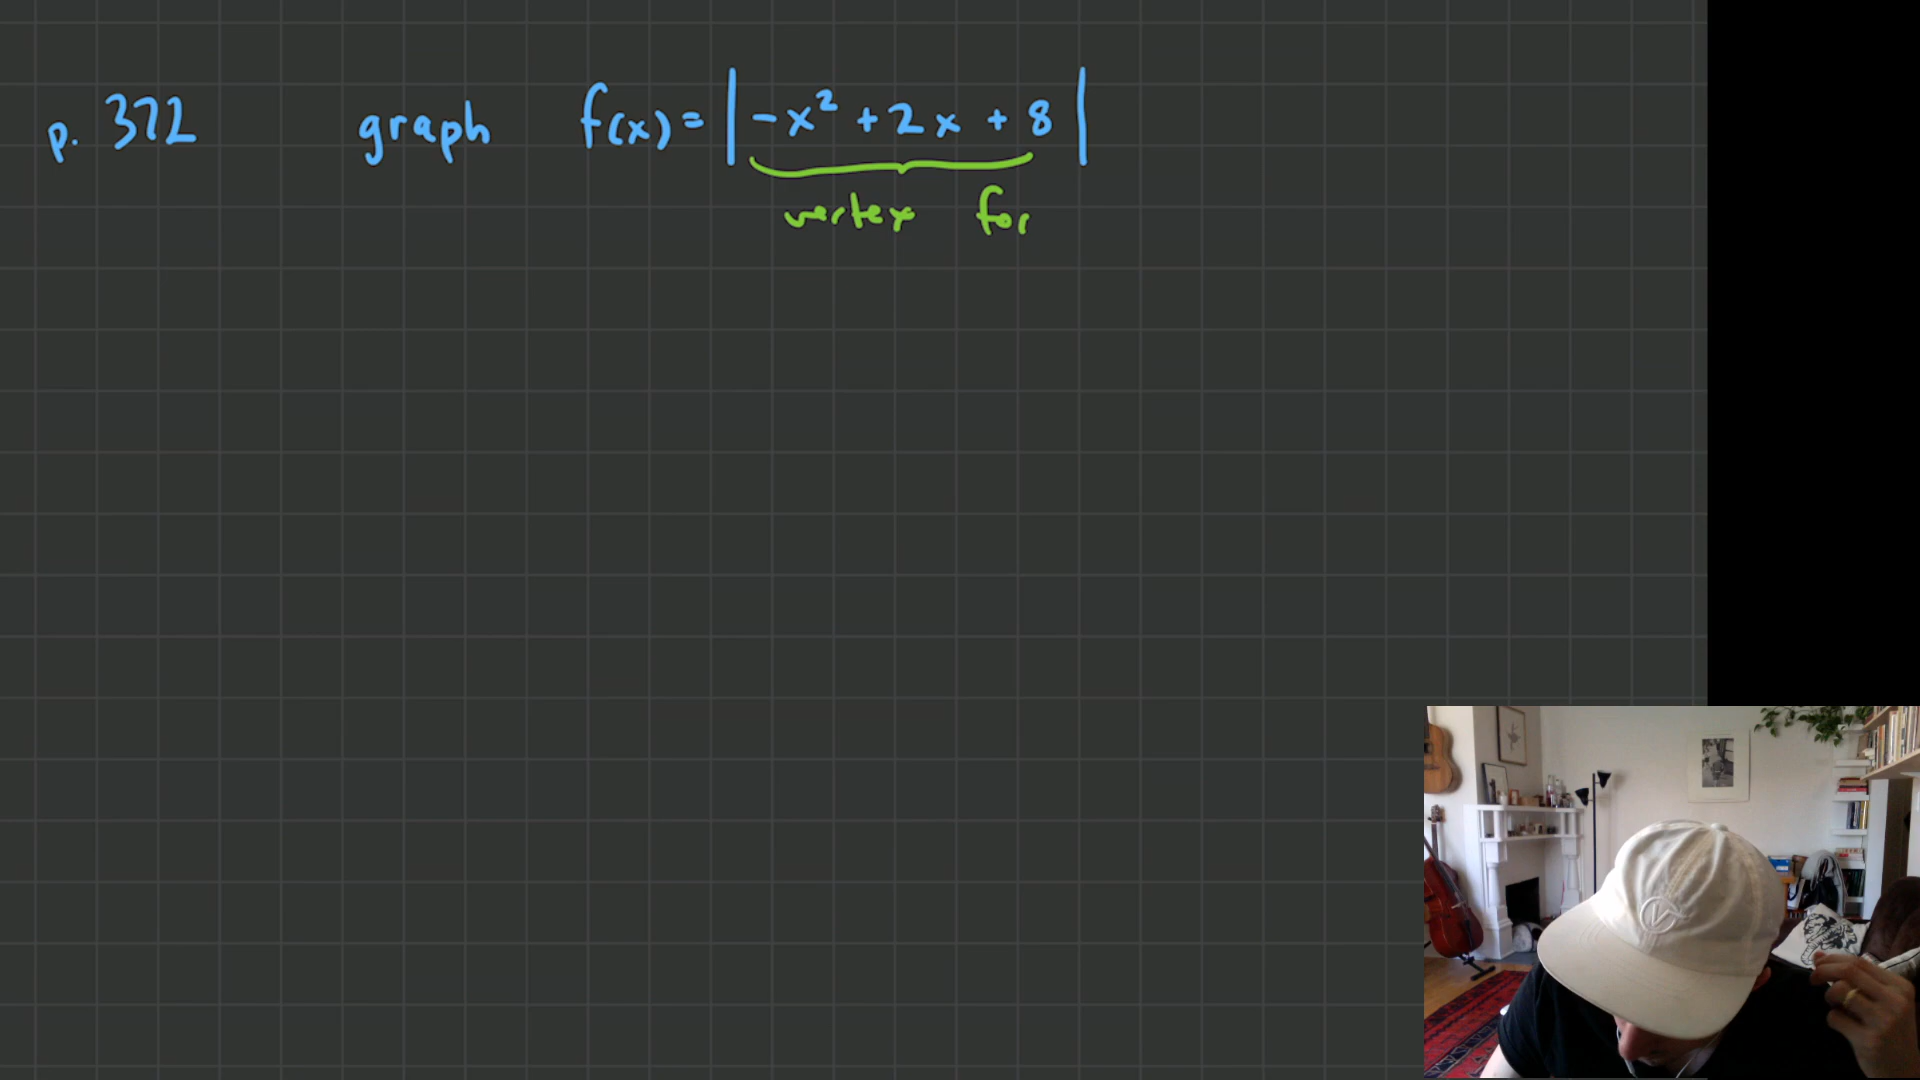 p. 372 graph f(x) = | -x² + 2x + 8 |
vertex for